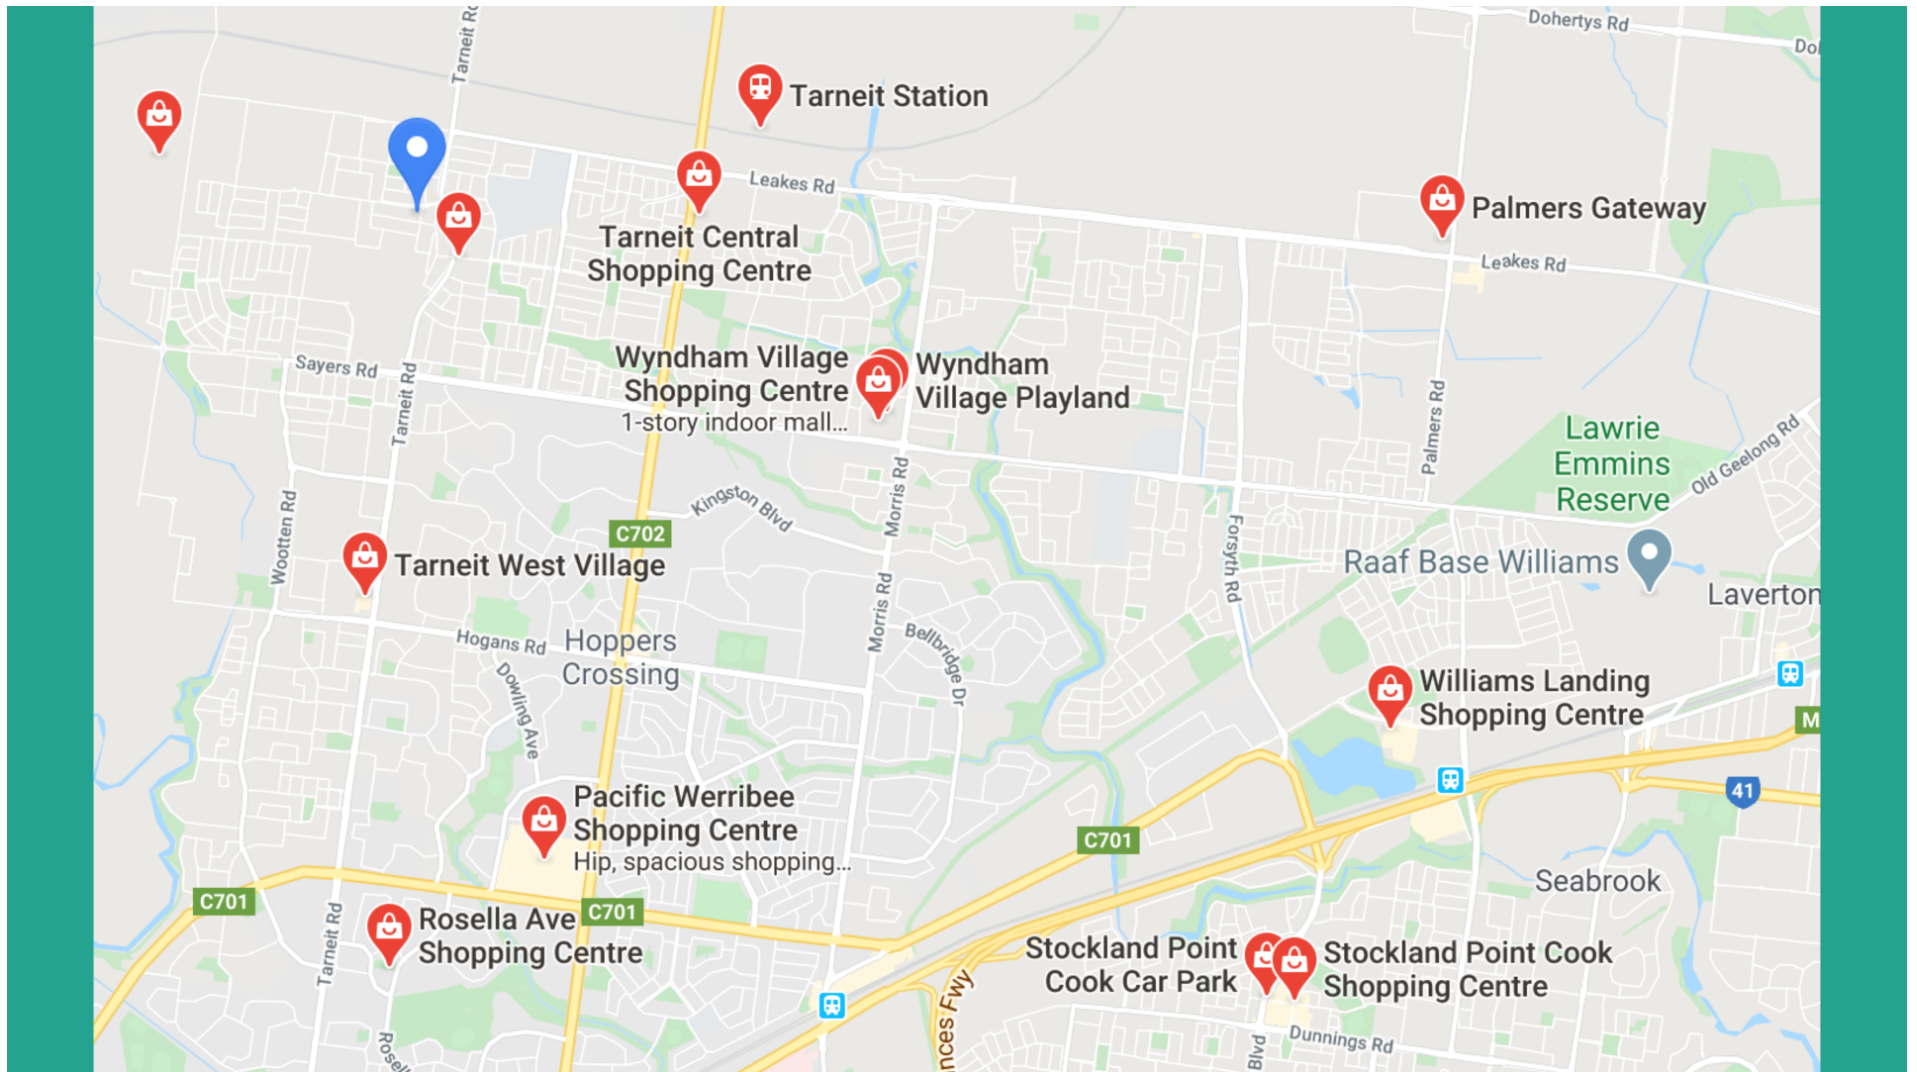 Dohertys Rd
Tarneit Station
Tarneit
Leakes Rd
Palmers Gateway
Tarneit Central
Shopping Centre
Leakes Rd
Wyndham Village
Shopping Centre
1-story indoor mall...
Wyndham
Village Playland
Sayers Rd
Tarneit Rd
Palmers Rd
Lawrie
Emmins
Reserve
Old Geelong Rd
Kingston Blvd
Morris Rd
C702
Wootten Rd
Forsyth Rd
Raaf Base Williams
Tarneit West Village
Laverton
Morris Rd
Hogans Rd
Hoppers
Crossing
Bellbridge Dr
Dowling Ave
Williams Landing
Shopping Centre
M
41
Pacific Werribee
Shopping Centre
Hip, spacious shopping...
C701
C701
Seabrook
C701
Rosella Ave
Shopping Centre
Tarneit Rd
Stockland Point
Cook Car Park
Stockland Point Cook
Shopping Centre
Fwy
Dunnings Rd
Blvd